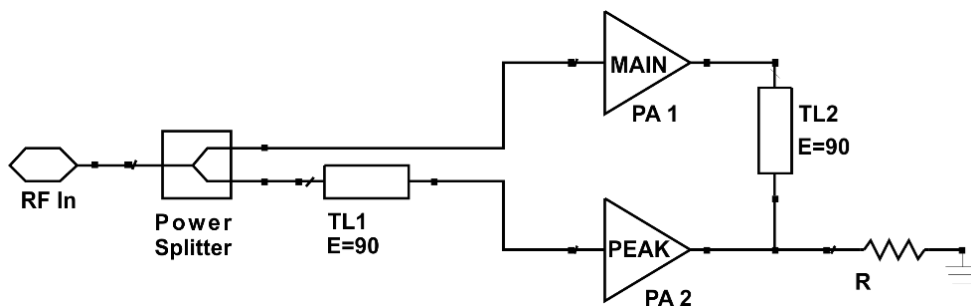 MAIN
PA 1
TL2
E=90
RF In
Power
Splitter
TL1
E=90
PEAK
PA 2
R